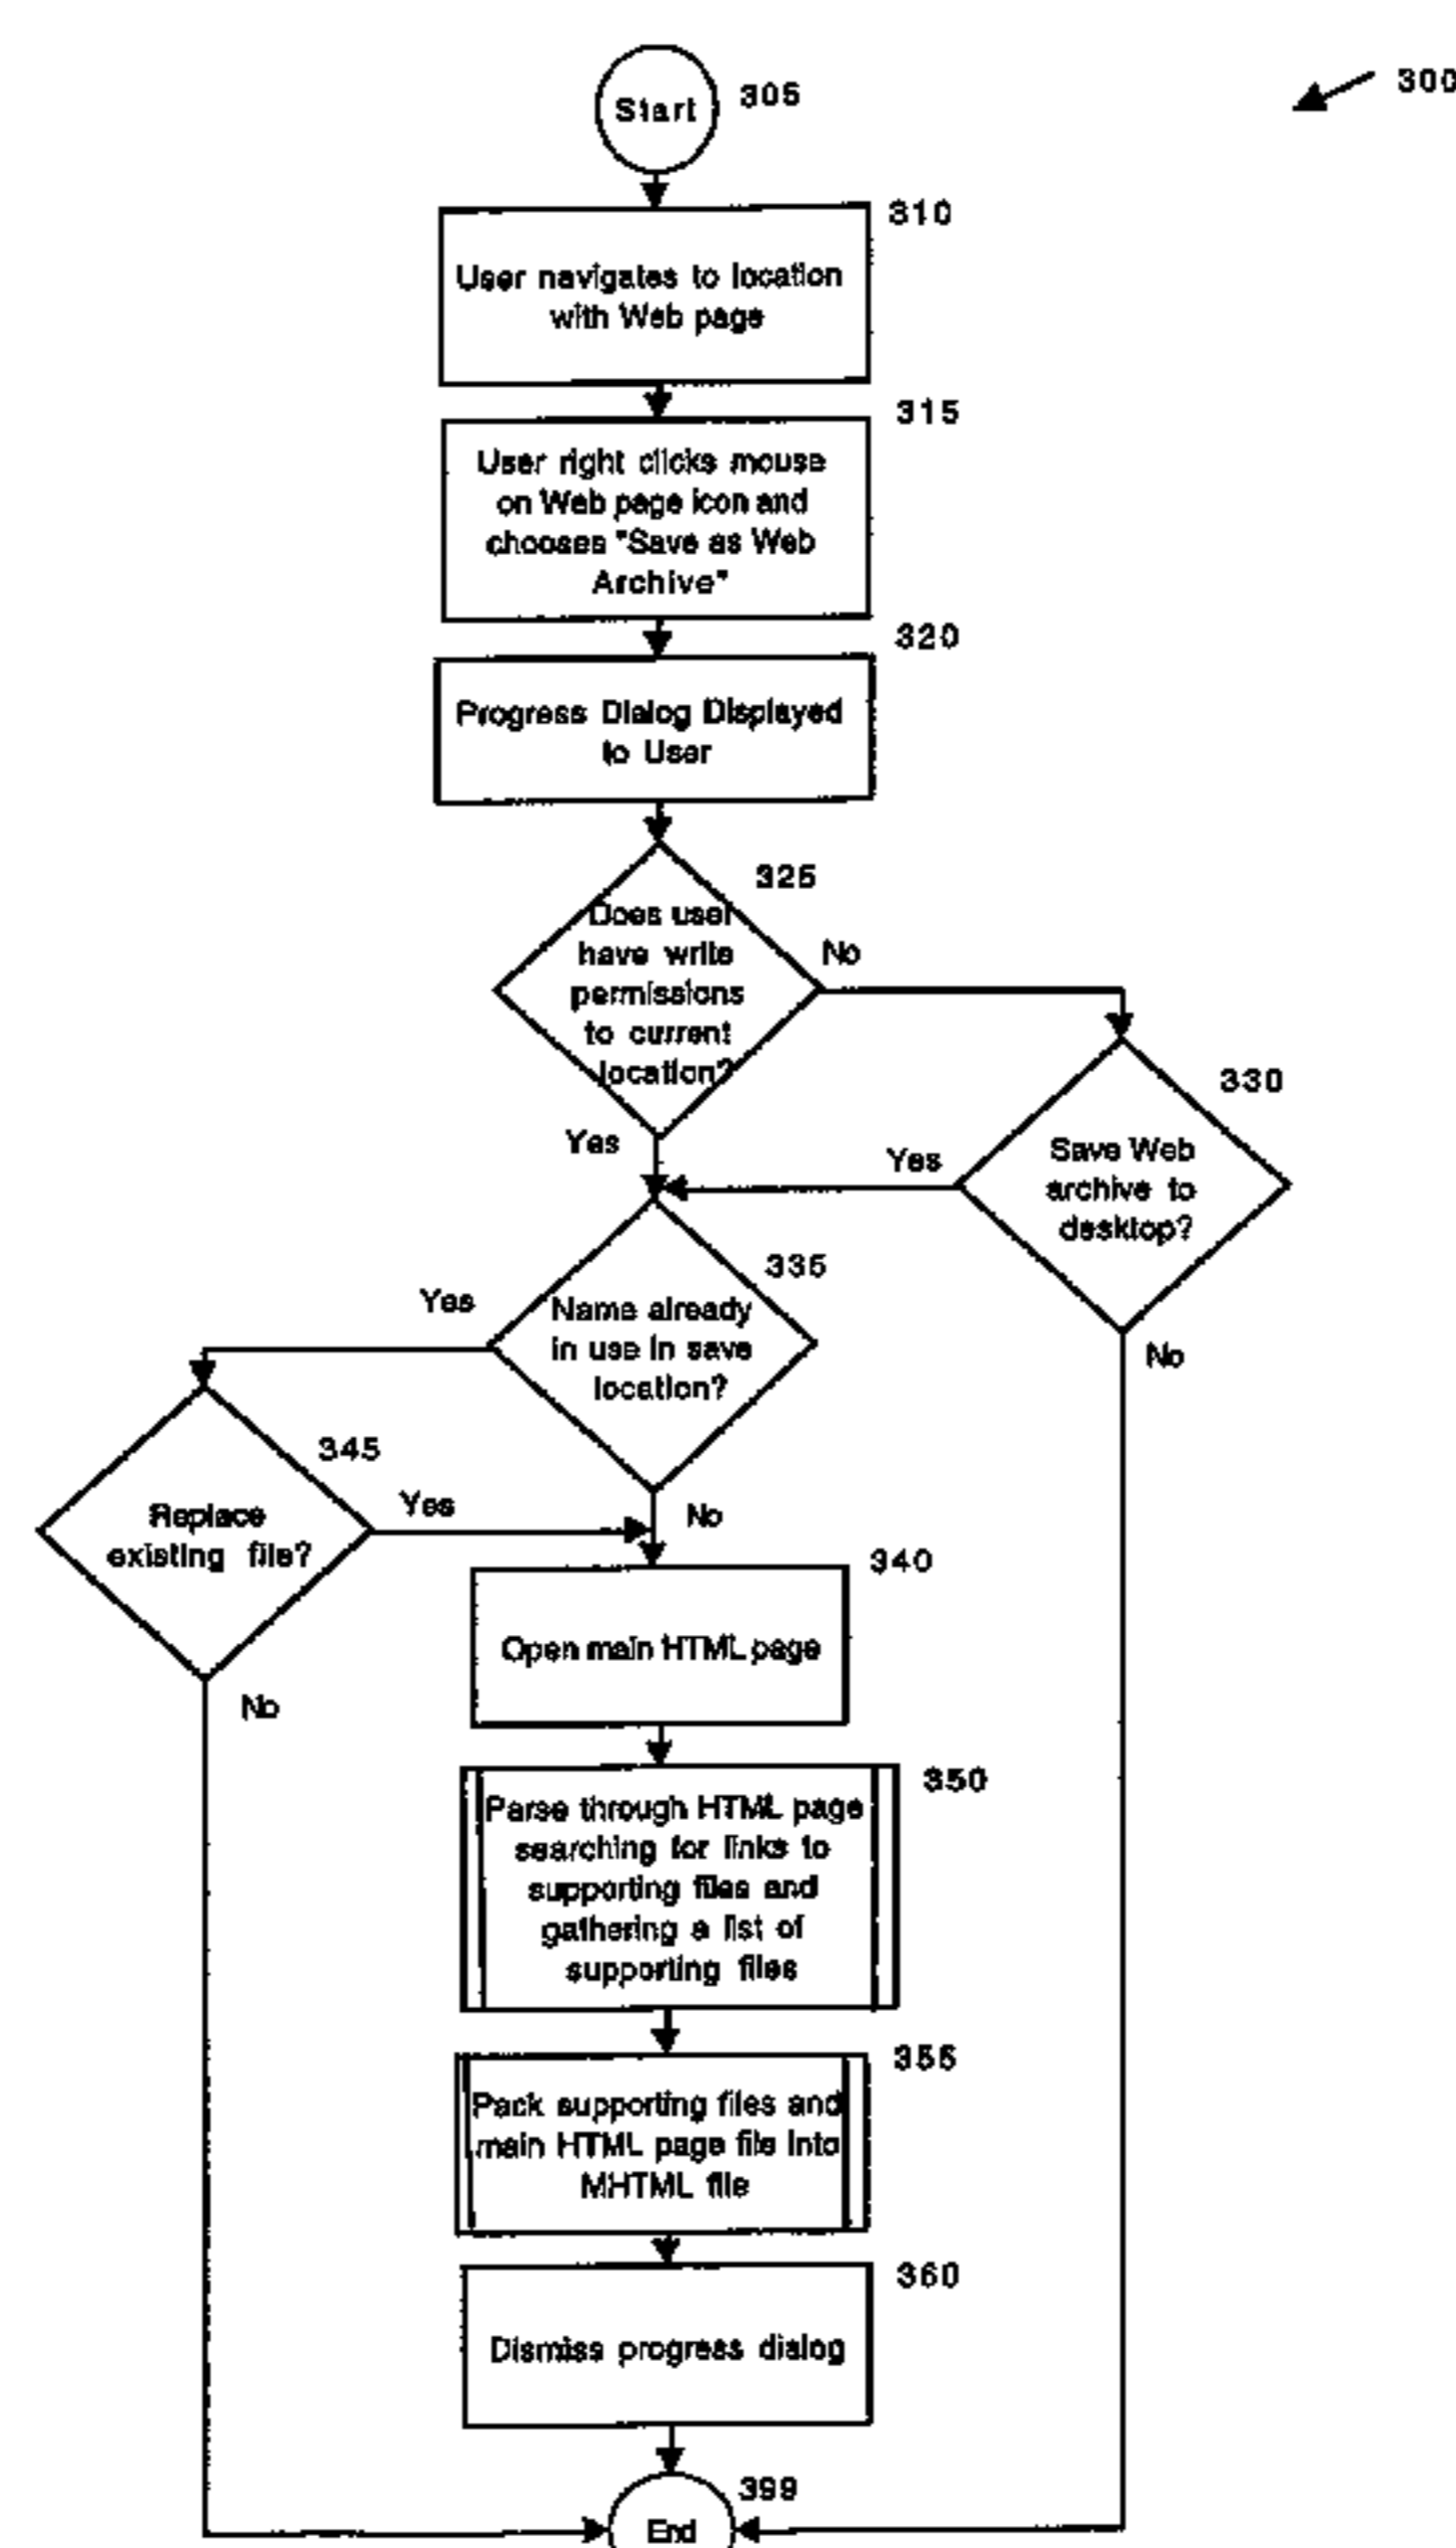 300
Start
305
310
User navigates to location
with Web page
315
User right clicks mouse
on Web page icon and
chooses "Save as Web
Archive"
320
Progress Dialog Displayed
to User
325
Does user
have write
permissions
to current
location?
No
Yes
330
Save Web
archive to
desktop?
Yes
No
335
Name already
in use in save
location?
Yes
No
345
Replace
existing file?
Yes
No
340
Open main HTML page
350
Parse through HTML page
searching for links to
supporting files and
gathering a list of
supporting files
355
Pack supporting files and
main HTML page file into
MHTML file
360
Dismiss progress dialog
399
End